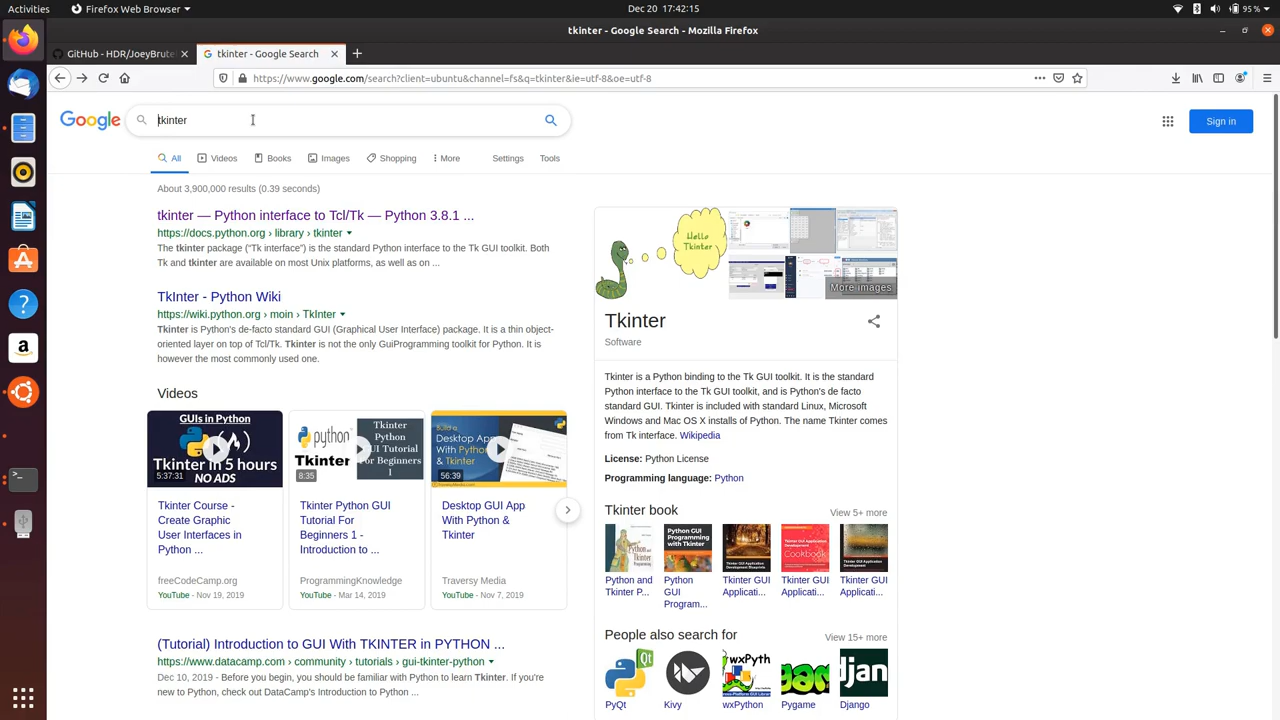 Activities
Firefox Web Browser
Dec 20 17:42:15
95 %
tkinter - Google Search - Mozilla Firefox
GitHub - HDR/JoeyBrute
tkinter - Google Search
https://www.google.com/search?client=ubuntu&channel=fs&q=tkinter&ie=utf-8&oe=utf-8
Google
tkinter
Sign in
All
Videos
Books
Images
Shopping
More
Settings
Tools
About 3,900,000 results (0.39 seconds)
tkinter — Python interface to Tcl/Tk — Python 3.8.1 ...
https://docs.python.org › library › tkinter
The tkinter package (“Tk interface”) is the standard Python interface to the Tk GUI toolkit. Both
Tk and tkinter are available on most Unix platforms, as well as on ...
TkInter - Python Wiki
https://wiki.python.org › moin › TkInter
Tkinter is Python's de-facto standard GUI (Graphical User Interface) package. It is a thin object-
oriented layer on top of Tcl/Tk. Tkinter is not the only GuiProgramming toolkit for Python. It is
however the most commonly used one.
Videos
GUIs in Python
Tkinter in 5 hours
NO ADS
5:37:31
Tkinter Course -
Create Graphic
User Interfaces in
Python ...
freeCodeCamp.org
YouTube - Nov 19, 2019
python
Tkinter
Tkinter
Python
GUI Tutorial
For Beginners
1
8:35
Tkinter Python GUI
Tutorial For
Beginners 1 -
Introduction to ...
ProgrammingKnowledge
YouTube - Mar 14, 2019
Build a
Desktop App
With Python
& Tkinter
56:39
Desktop GUI App
With Python &
Tkinter
Traversy Media
YouTube - Nov 7, 2019
(Tutorial) Introduction to GUI With TKINTER in PYTHON ...
https://www.datacamp.com › community › tutorials › gui-tkinter-python
Dec 10, 2019 - Before you begin, you should be familiar with Python to learn Tkinter. If you're
new to Python, check out DataCamp's Introduction to Python ...
Hello
Tkinter
More images
Tkinter
Software
Tkinter is a Python binding to the Tk GUI toolkit. It is the standard
Python interface to the Tk GUI toolkit, and is Python's de facto
standard GUI. Tkinter is included with standard Linux, Microsoft
Windows and Mac OS X installs of Python. The name Tkinter comes
from Tk interface. Wikipedia
License: Python License
Programming language: Python
Tkinter book
View 5+ more
Python and
Tkinter P...
Python
GUI
Program...
Tkinter GUI
Applicati...
Tkinter GUI
Applicati...
Tkinter GUI
Applicati...
People also search for
View 15+ more
PyQt
Kivy
wxPython
Pygame
Django